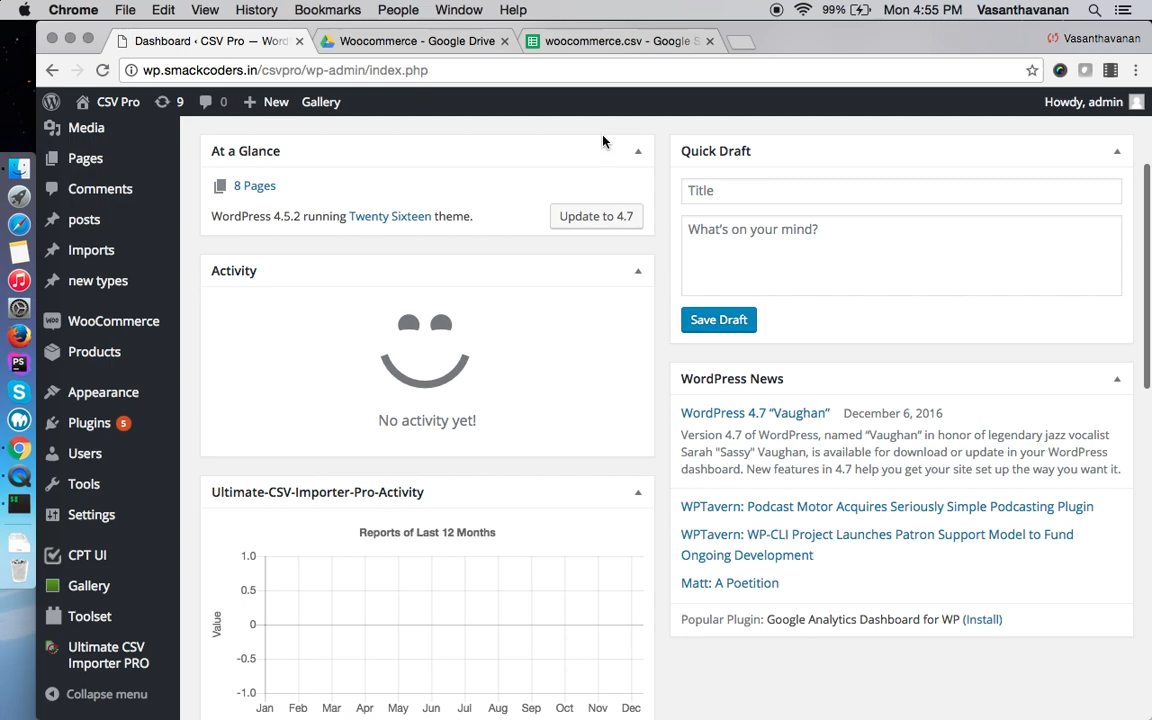 Chrome File Edit View History Bookmarks People Window Help 99% Mon 4:55 PM Vasanthavanan
Dashboard ‹ CSV Pro — Word Woocommerce - Google Drive woocommerce.csv - Google S Vasanthavanan
wp.smackcoders.in/csvpro/wp-admin/index.php
CSV Pro 9 0 New Gallery Howdy, admin
Media
Pages
Comments
posts
Imports
new types
WooCommerce
Products
Appearance
Plugins 5
Users
Tools
Settings
CPT UI
Gallery
Toolset
Ultimate CSV
Importer PRO
Collapse menu
At a Glance
8 Pages
WordPress 4.5.2 running Twenty Sixteen theme. Update to 4.7
Activity
No activity yet!
Ultimate-CSV-Importer-Pro-Activity
Reports of Last 12 Months
Value
1.0
0.5
0
-0.5
-1.0
Jan Feb Mar Apr May Jun Jul Aug Sep Oct Nov Dec
Quick Draft
Title
What's on your mind?
Save Draft
WordPress News
WordPress 4.7 “Vaughan” December 6, 2016
Version 4.7 of WordPress, named “Vaughan” in honor of legendary jazz vocalist
Sarah "Sassy" Vaughan, is available for download or update in your WordPress
dashboard. New features in 4.7 help you get your site set up the way you want it.
WPTavern: Podcast Motor Acquires Seriously Simple Podcasting Plugin
WPTavern: WP-CLI Project Launches Patron Support Model to Fund
Ongoing Development
Matt: A Poetition
Popular Plugin: Google Analytics Dashboard for WP (Install)
PS